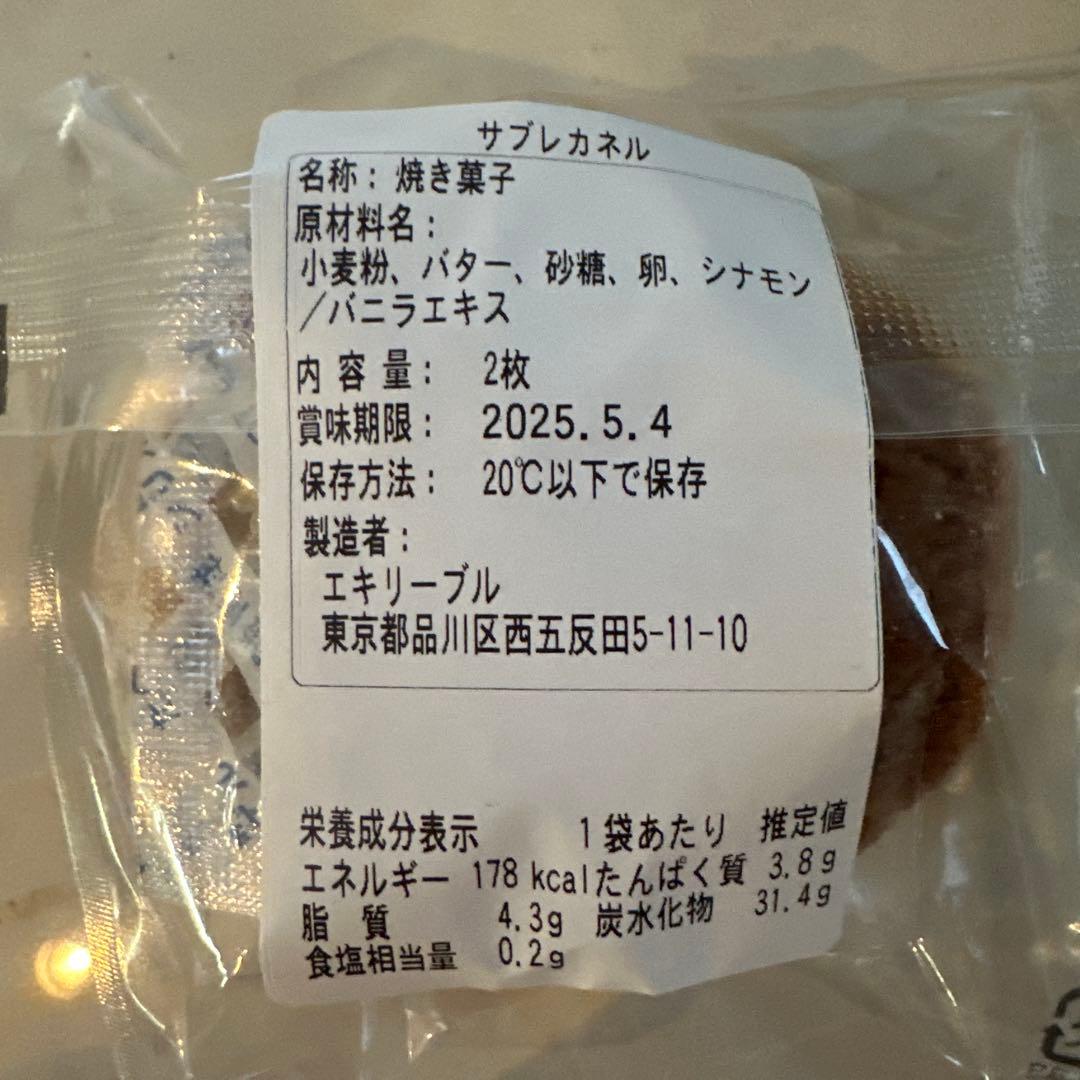 サブレカネル
名称： 焼き菓子
原材料名：
小麦粉、バター、砂糖、卵、シナモン
／バニラエキス
内 容 量： 2枚
賞味期限： 2025.5.4
保存方法： 20℃以下で保存
製造者：
エキリーブル
東京都品川区西五反田5-11-10
栄養成分表示 1袋あたり 推定値
エネルギー 178 kcal たんぱく質 3.8g
脂 質 4.3g 炭水化物 31.4g
食塩相当量 0.2g